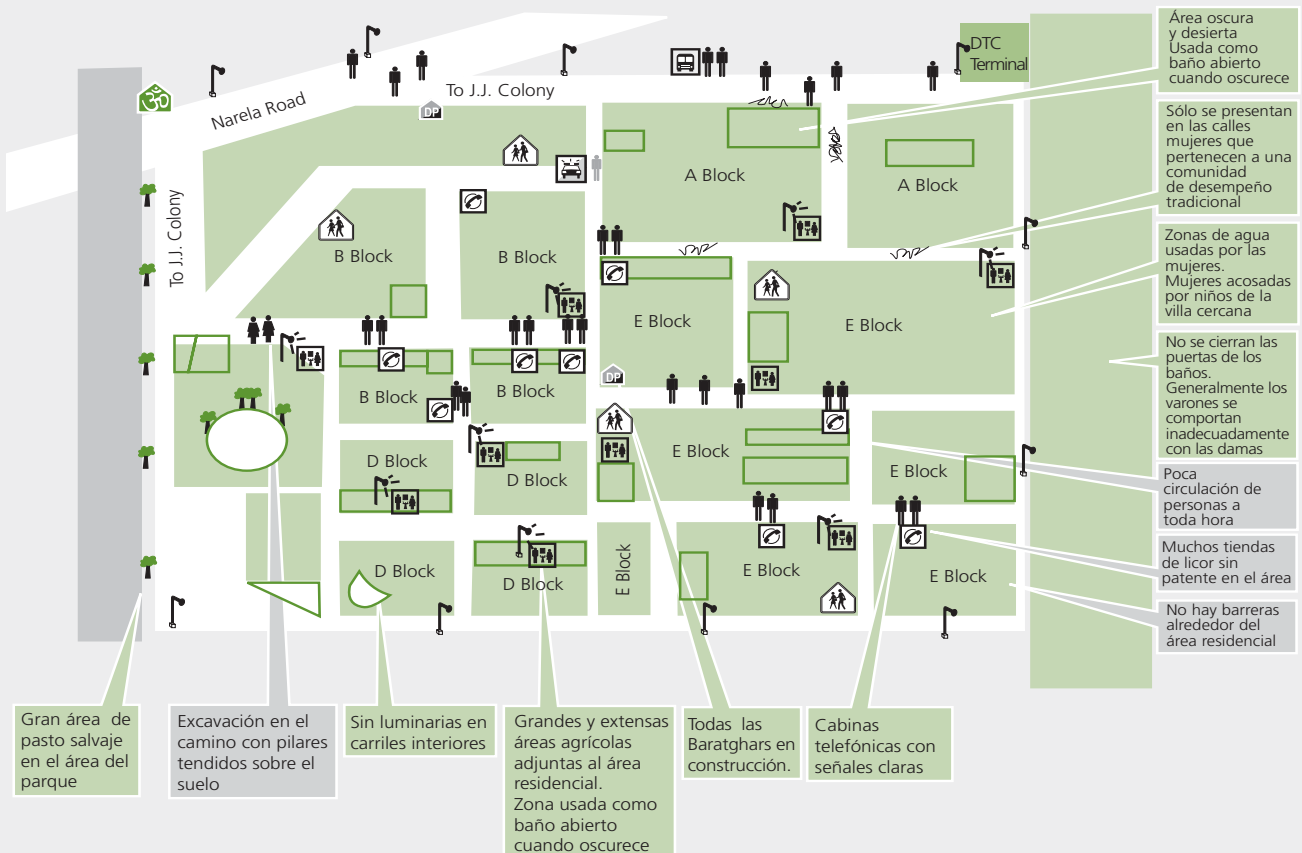 DTC
Terminal
Narela Road
To J.J. Colony
To J.J. Colony
DP
A Block
A Block
B Block
B Block
E Block
E Block
DP
B Block
B Block
E Block
E Block
D Block
D Block
D Block
D Block
E Block
E Block
E Block
Área oscura
y desierta
Usada como
baño abierto
cuando oscurece
Sólo se presentan
en las calles
mujeres que
pertenecen a una
comunidad
de desempeño
tradicional
Zonas de agua
usadas por las
mujeres.
Mujeres acosadas
por niños de la
villa cercana
No se cierran las
puertas de los
baños.
Generalmente los
varones se
comportan
inadecuadamente
con las damas
Poca
circulación de
personas a
toda hora
Muchos tiendas
de licor sin
patente en el área
No hay barreras
alrededor del
área residencial
Gran área de
pasto salvaje
en el área del
parque
Excavación en el
camino con pilares
tendidos sobre el
suelo
Sin luminarias en
carriles interiores
Grandes y extensas
áreas agrícolas
adjuntas al área
residencial.
Zona usada como
baño abierto
cuando oscurece
Todas las
Baratghars en
construcción.
Cabinas
telefónicas con
señales claras
ॐ